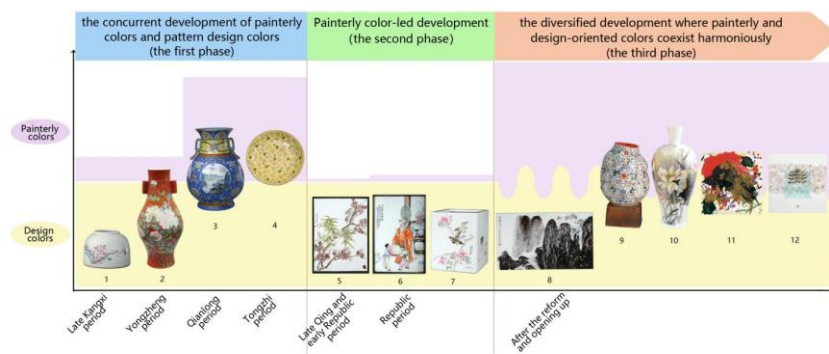 the concurrent development of painterly
colors and pattern design colors
(the first phase)
Painterly color-led development
(the second phase)
the diversified development where painterly and
design-oriented colors coexist harmoniously
(the third phase)
Painterly
colors
Design
colors
1
2
3
4
5
6
7
8
9
10
11
12
Late Kangxi
period
Yongzheng
period
Qianlong
period
Tongzhi
period
Late Qing and
early Republic
period
Republic
period
After the reform
and opening up